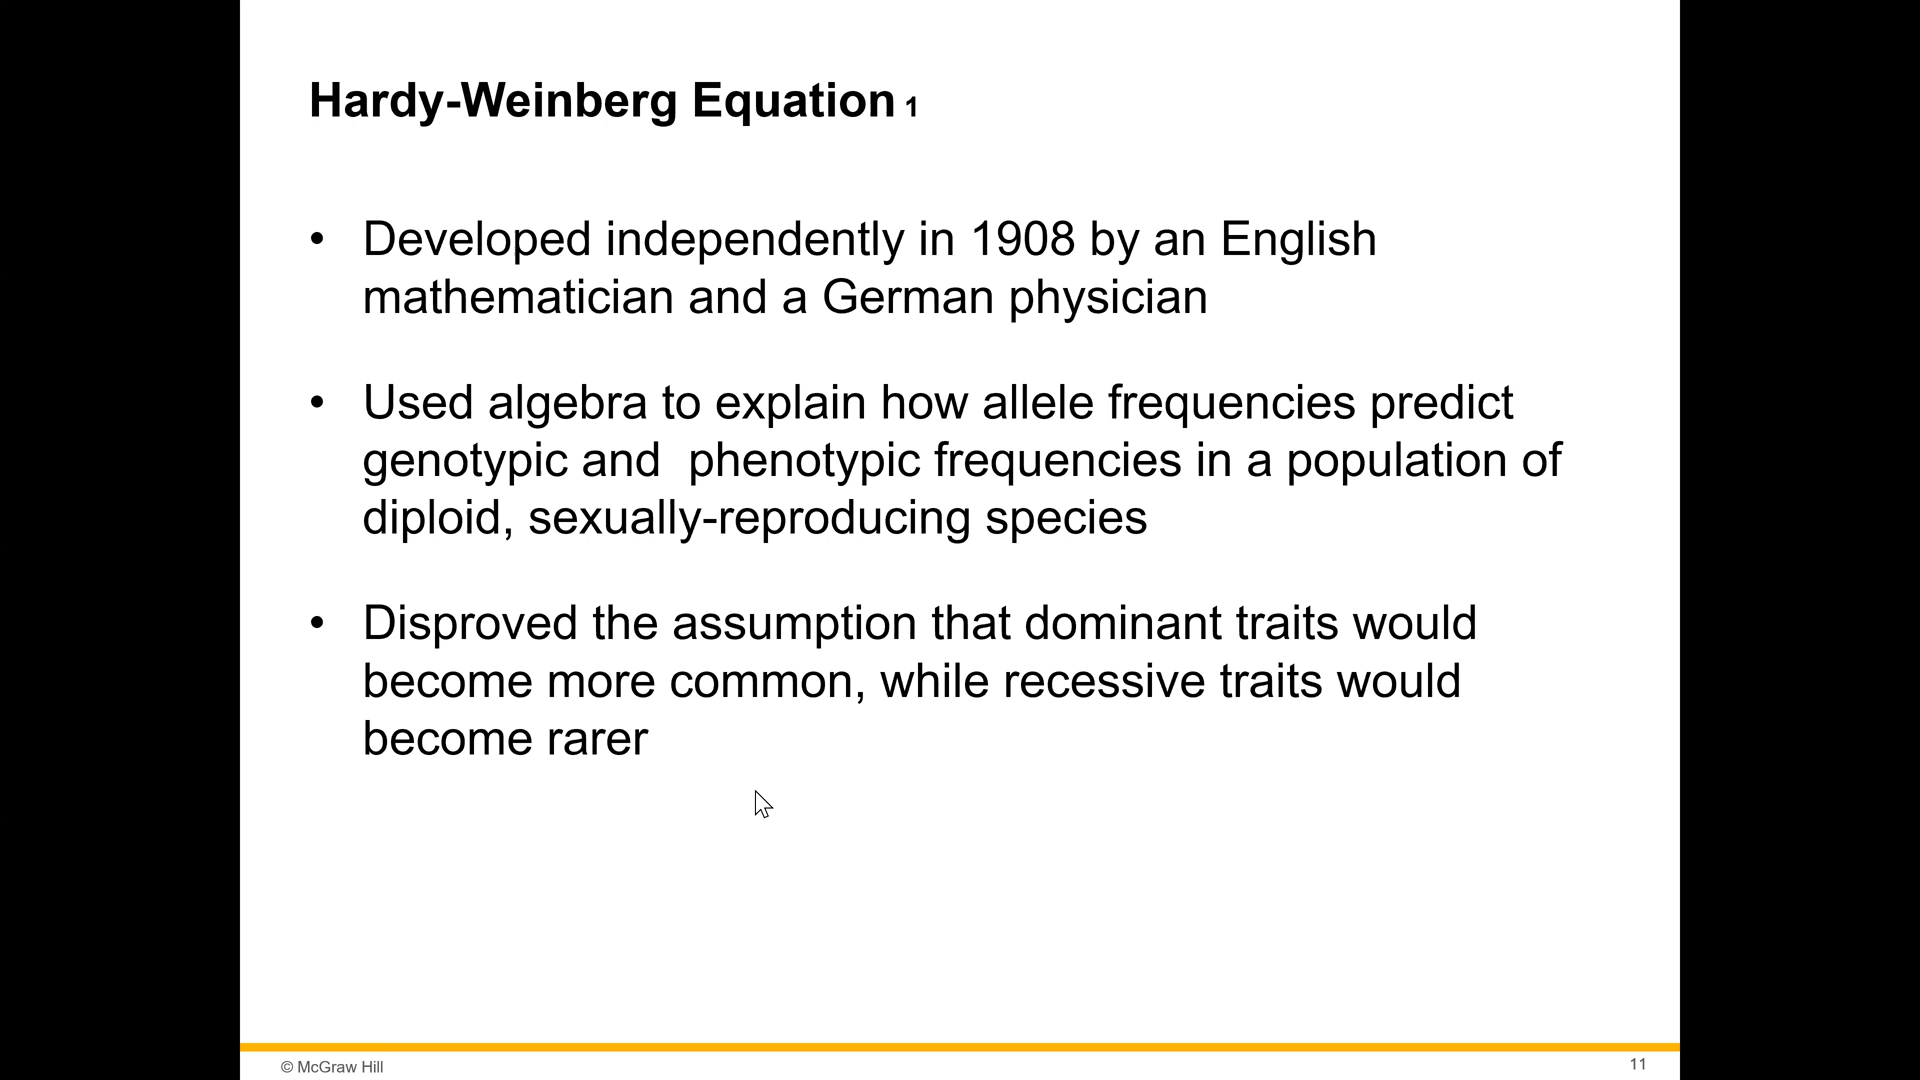 Hardy-Weinberg Equation 1
• Developed independently in 1908 by an English
mathematician and a German physician
• Used algebra to explain how allele frequencies predict
genotypic and  phenotypic frequencies in a population of
diploid, sexually-reproducing species
• Disproved the assumption that dominant traits would
become more common, while recessive traits would
become rarer
© McGraw Hill
11